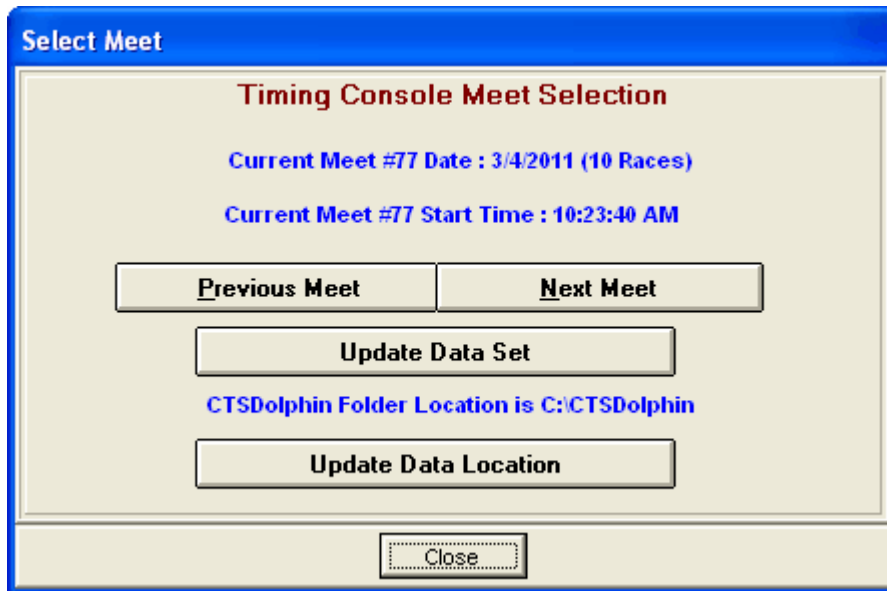 Select Meet
Timing Console Meet Selection
Current Meet #77 Date : 3/4/2011 (10 Races)
Current Meet #77 Start Time : 10:23:40 AM
Previous Meet
Next Meet
Update Data Set
CTSDolphin Folder Location is C:\CTSDolphin
Update Data Location
Close